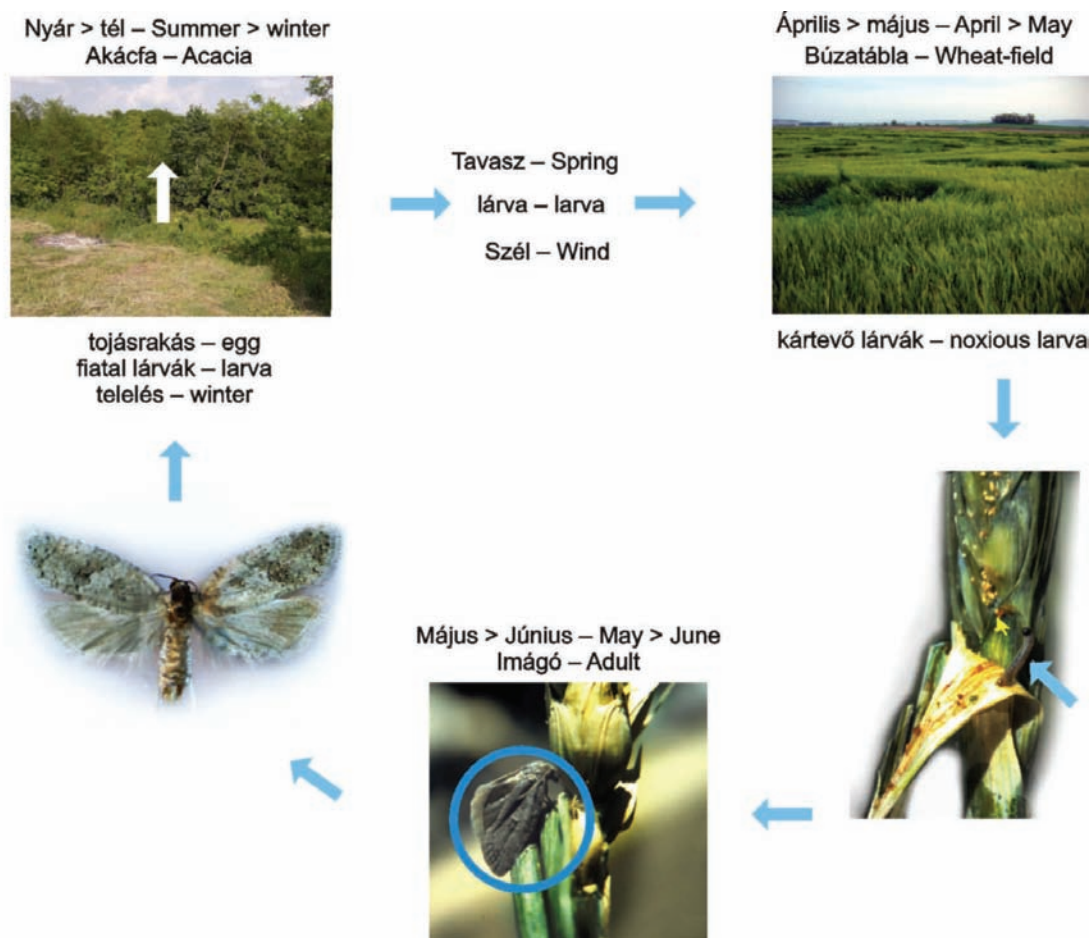 Nyár > tél – Summer > winter
Akácfa – Acacia
Április > május – April > May
Búzatábla – Wheat-field
Tavasz – Spring
lárva – larva
Szél – Wind
tojásrakás – egg
fiatal lárvák – larva
telelés – winter
kártevő lárvák – noxious larva
Május > Június – May > June
Imágó – Adult